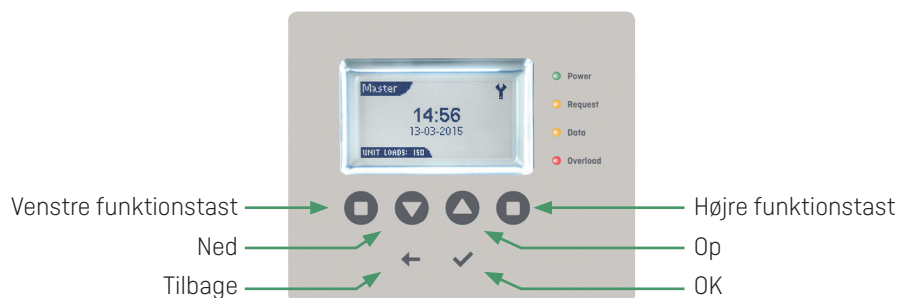 Master
14:56
13-03-2015
UNIT LOADS: 150
Power
Request
Data
Overload
Venstre funktionstast
Højre funktionstast
Ned
Op
Tilbage
OK